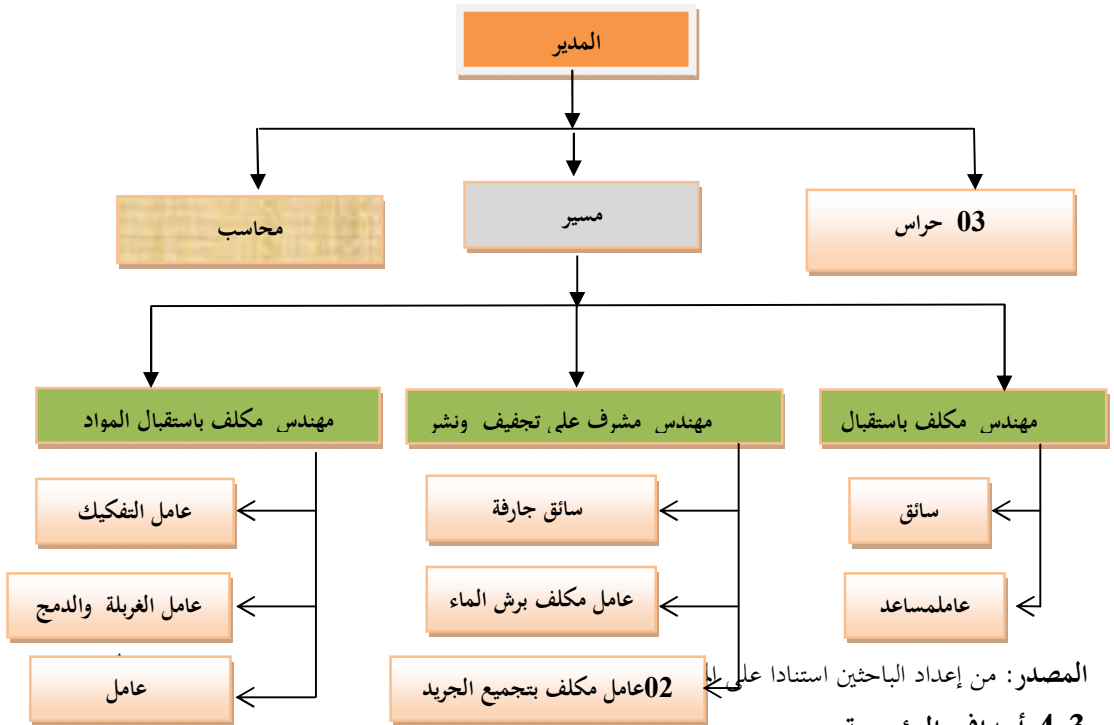 المدير
03 حراس
مسير
محاسب
مهندس مكلف باستقبال
مهندس مشرف على تجفيف ونشر
مهندس مكلف باستقبال المواد
سائق
سائق جارفة
عامل التفكيك
عاملمساعد
عامل مكلف برش الماء
عامل الغربلة والدمج
02عامل مكلف بتجميع الجريد
عامل
المصدر: من إعداد الباحثين استنادا على
3_4